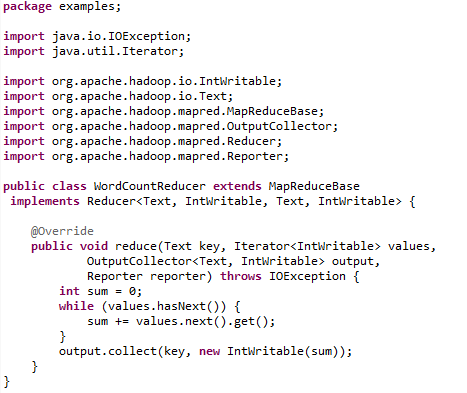 package examples;

import java.io.IOException;
import java.util.Iterator;

import org.apache.hadoop.io.IntWritable;
import org.apache.hadoop.io.Text;
import org.apache.hadoop.mapred.MapReduceBase;
import org.apache.hadoop.mapred.OutputCollector;
import org.apache.hadoop.mapred.Reducer;
import org.apache.hadoop.mapred.Reporter;

public class WordCountReducer extends MapReduceBase
 implements Reducer<Text, IntWritable, Text, IntWritable> {

    @Override
    public void reduce(Text key, Iterator<IntWritable> values,
            OutputCollector<Text, IntWritable> output,
            Reporter reporter) throws IOException {
        int sum = 0;
        while (values.hasNext()) {
            sum += values.next().get();
        }
        output.collect(key, new IntWritable(sum));
    }
}